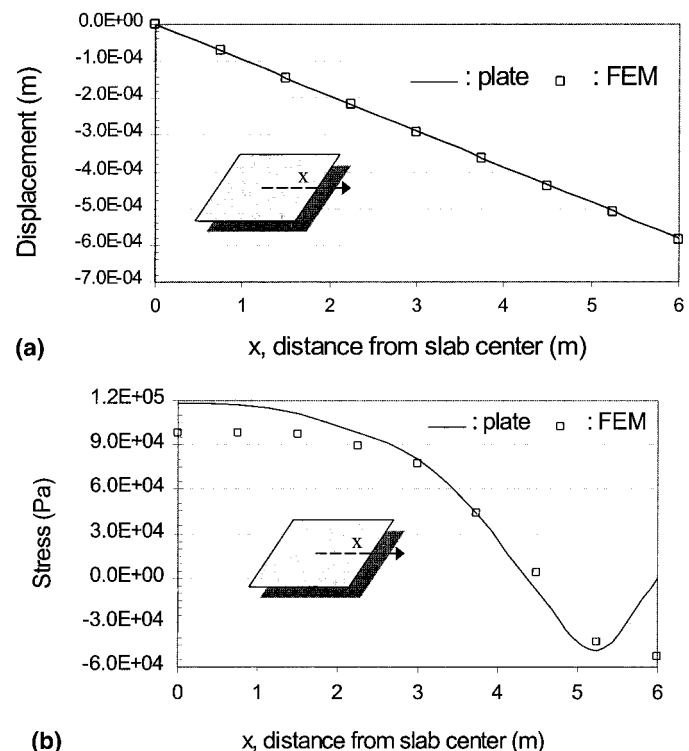 0.0E+00
-1.0E-04
-2.0E-04
-3.0E-04
-4.0E-04
-5.0E-04
-6.0E-04
-7.0E-04
Displacement (m)
: plate : FEM
x
0 1 2 3 4 5 6
(a) x, distance from slab center (m)
1.2E+05
9.0E+04
6.0E+04
3.0E+04
0.0E+00
-3.0E+04
-6.0E+04
Stress (Pa)
: plate : FEM
x
0 1 2 3 4 5 6
(b) x, distance from slab center (m)